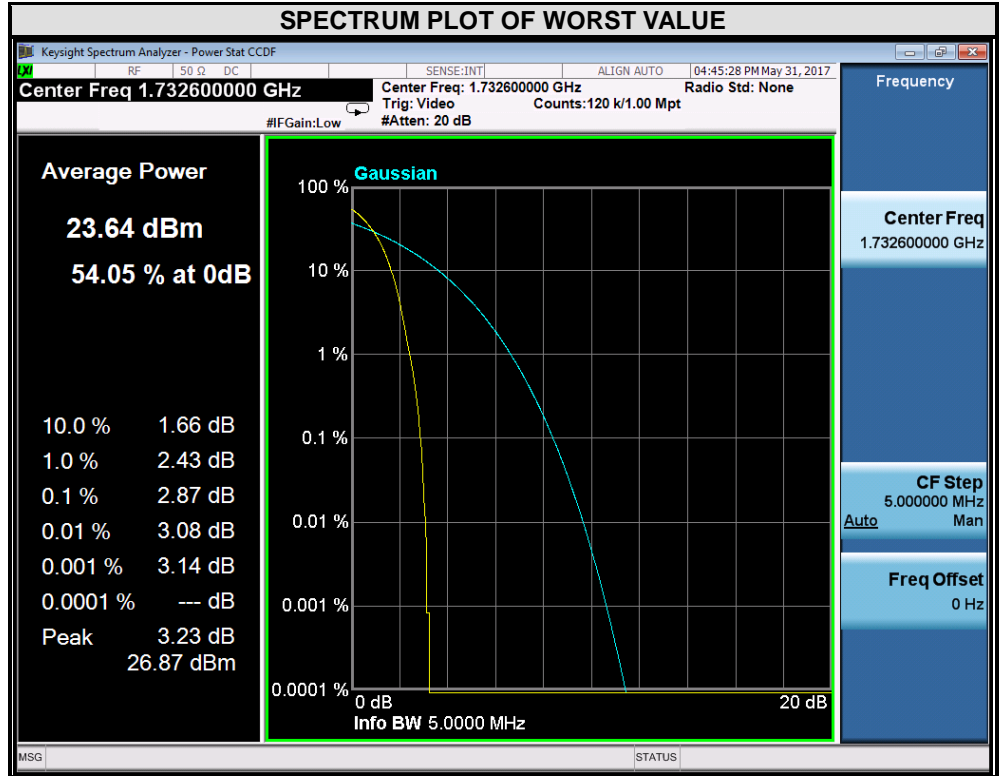 SPECTRUM PLOT OF WORST VALUE
Keysight Spectrum Analyzer - Power Stat CCDF
LXI RF 50 Ω DC SENSE:INT ALIGN AUTO 04:45:28 PM May 31, 2017
Center Freq 1.732600000 GHz
Center Freq: 1.732600000 GHz Radio Std: None
Trig: Video Counts:120 k/1.00 Mpt
#IFGain:Low #Atten: 20 dB
Frequency
Average Power
23.64 dBm
54.05 % at 0dB
10.0 % 1.66 dB
1.0 % 2.43 dB
0.1 % 2.87 dB
0.01 % 3.08 dB
0.001 % 3.14 dB
0.0001 % --- dB
Peak 3.23 dB
26.87 dBm
Gaussian
100 %
10 %
1 %
0.1 %
0.01 %
0.001 %
0.0001 %
0 dB 20 dB
Info BW 5.0000 MHz
Center Freq
1.732600000 GHz
CF Step
5.000000 MHz
Auto Man
Freq Offset
0 Hz
MSG STATUS